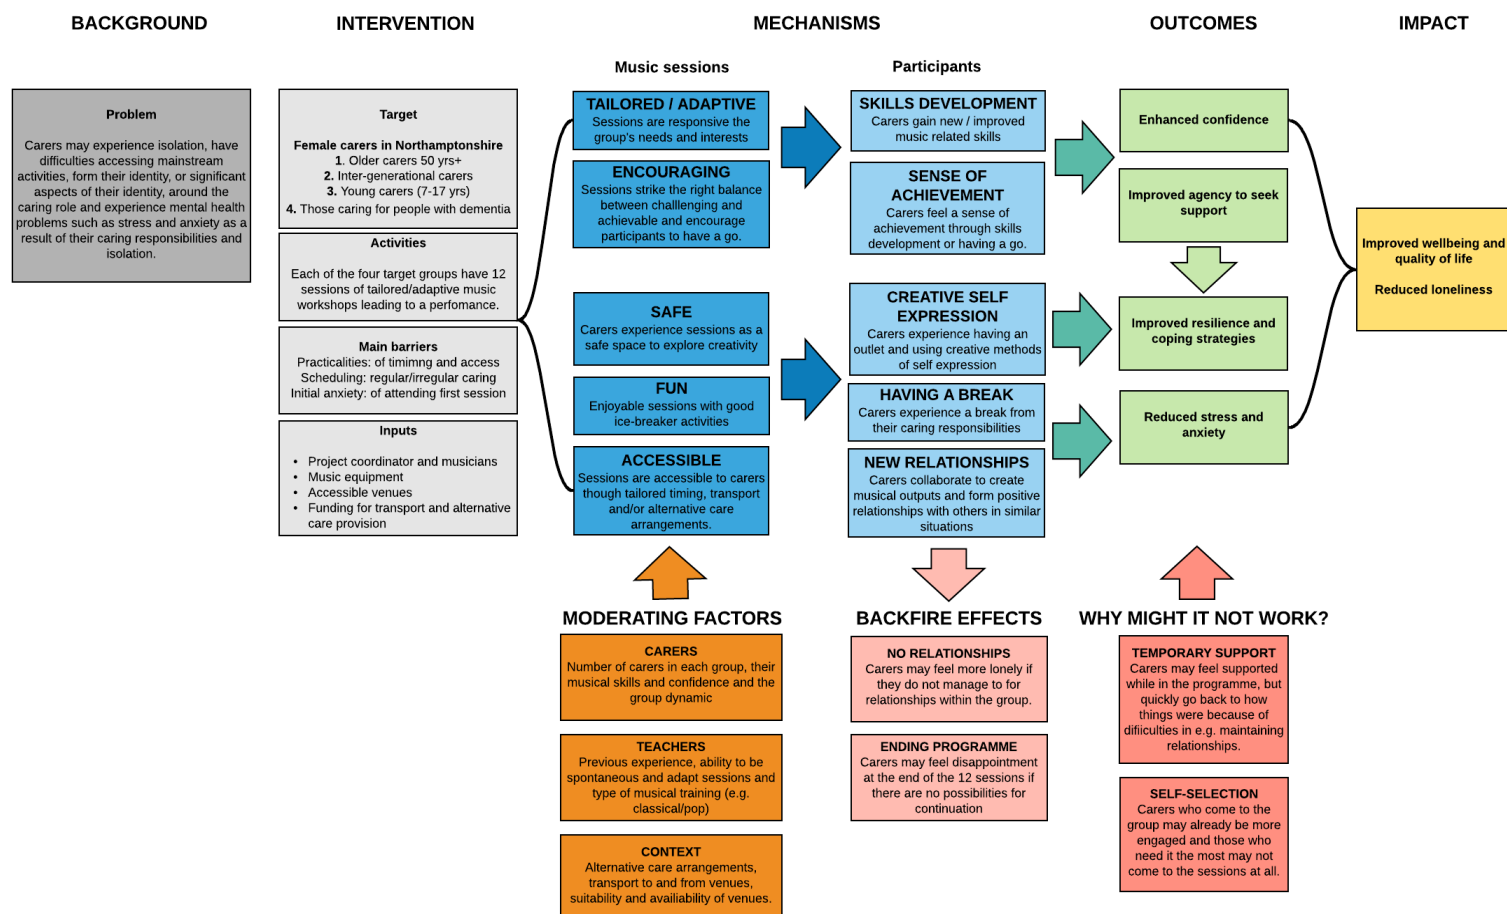 BACKGROUND
INTERVENTION
MECHANISMS
OUTCOMES
IMPACT
Music sessions
Participants
Problem
Carers may experience isolation, have
difficulties accessing mainstream
activities, form their identity, or significant
aspects of their identity, around the
caring role and experience mental health
problems such as stress and anxiety as a
result of their caring responsibilities and
isolation.
Target
Female carers in Northamptonshire
1. Older carers 50 yrs+
2. Inter-generational carers
3. Young carers (7-17 yrs)
4. Those caring for people with dementia
Activities
Each of the four target groups have 12
sessions of tailored/adaptive music
workshops leading to a perfomance.
Main barriers
Practicalities: of timimng and access
Scheduling: regular/irregular caring
Initial anxiety: of attending first session
Inputs
• Project coordinator and musicians
• Music equipment
• Accessible venues
• Funding for transport and alternative
care provision
TAILORED / ADAPTIVE
Sessions are responsive the
group's needs and interests
ENCOURAGING
Sessions strike the right balance
between challlenging and
achievable and encourage
participants to have a go.
SAFE
Carers experience sessions as a
safe space to explore creativity
FUN
Enjoyable sessions with good
ice-breaker activities
ACCESSIBLE
Sessions are accessible to carers
though tailored timing, transport
and/or alternative care
arrangements.
SKILLS DEVELOPMENT
Carers gain new / improved
music related skills
SENSE OF
ACHIEVEMENT
Carers feel a sense of
achievement through skills
development or having a go.
CREATIVE SELF
EXPRESSION
Carers experience having an
outlet and using creative methods
of self expression
HAVING A BREAK
Carers experience a break from
their caring responsibilities
NEW RELATIONSHIPS
Carers collaborate to create
musical outputs and form positive
relationships with others in similar
situations
Enhanced confidence
Improved agency to seek
support
Improved resilience and
coping strategies
Reduced stress and
anxiety
Improved wellbeing and
quality of life
Reduced loneliness
MODERATING FACTORS
CARERS
Number of carers in each group, their
musical skills and confidence and the
group dynamic
TEACHERS
Previous experience, ability to be
spontaneous and adapt sessions and
type of musical training (e.g.
classical/pop)
CONTEXT
Alternative care arrangements,
transport to and from venues,
suitability and availiability of venues.
BACKFIRE EFFECTS
NO RELATIONSHIPS
Carers may feel more lonely if
they do not manage to for
relationships within the group.
ENDING PROGRAMME
Carers may feel disappointment
at the end of the 12 sessions if
there are no possibilities for
continuation
WHY MIGHT IT NOT WORK?
TEMPORARY SUPPORT
Carers may feel supported
while in the programme, but
quickly go back to how
things were because of
difiiculties in e.g. maintaining
relationships.
SELF-SELECTION
Carers who come to the
group may already be more
engaged and those who
need it the most may not
come to the sessions at all.